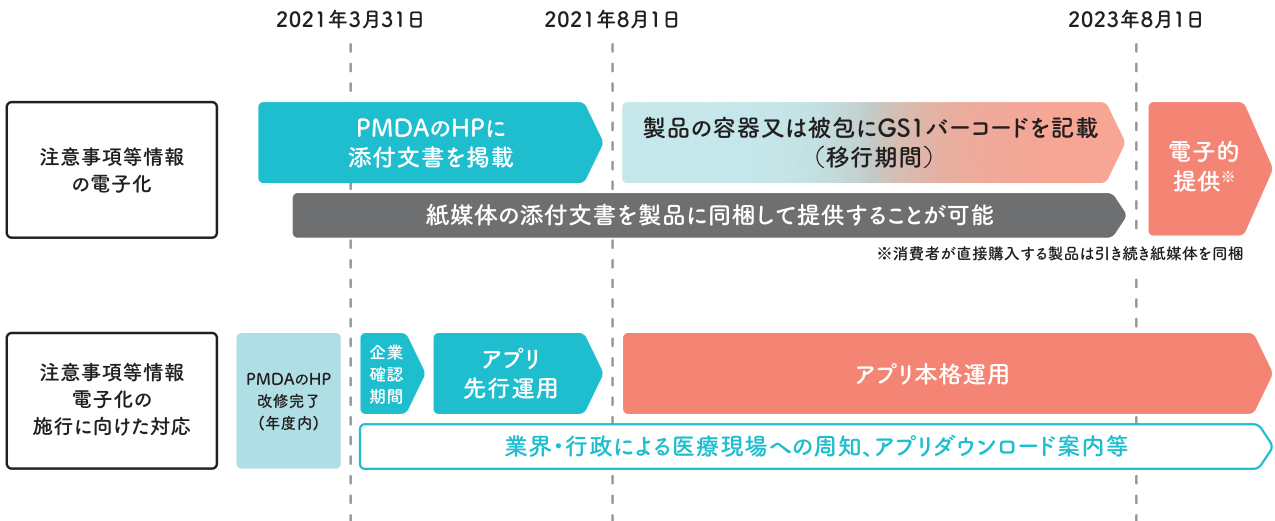 2021年3月31日
2021年8月1日
2023年8月1日
注意事項等情報
の電子化
PMDAのHPに
添付文書を掲載
製品の容器又は被包にGS1バーコードを記載
（移行期間）
電子的
提供※
紙媒体の添付文書を製品に同梱して提供することが可能
※消費者が直接購入する製品は引き続き紙媒体を同梱
注意事項等情報
電子化の
施行に向けた対応
PMDAのHP
改修完了
（年度内）
企業
確認
期間
アプリ
先行運用
アプリ本格運用
業界・行政による医療現場への周知、アプリダウンロード案内等